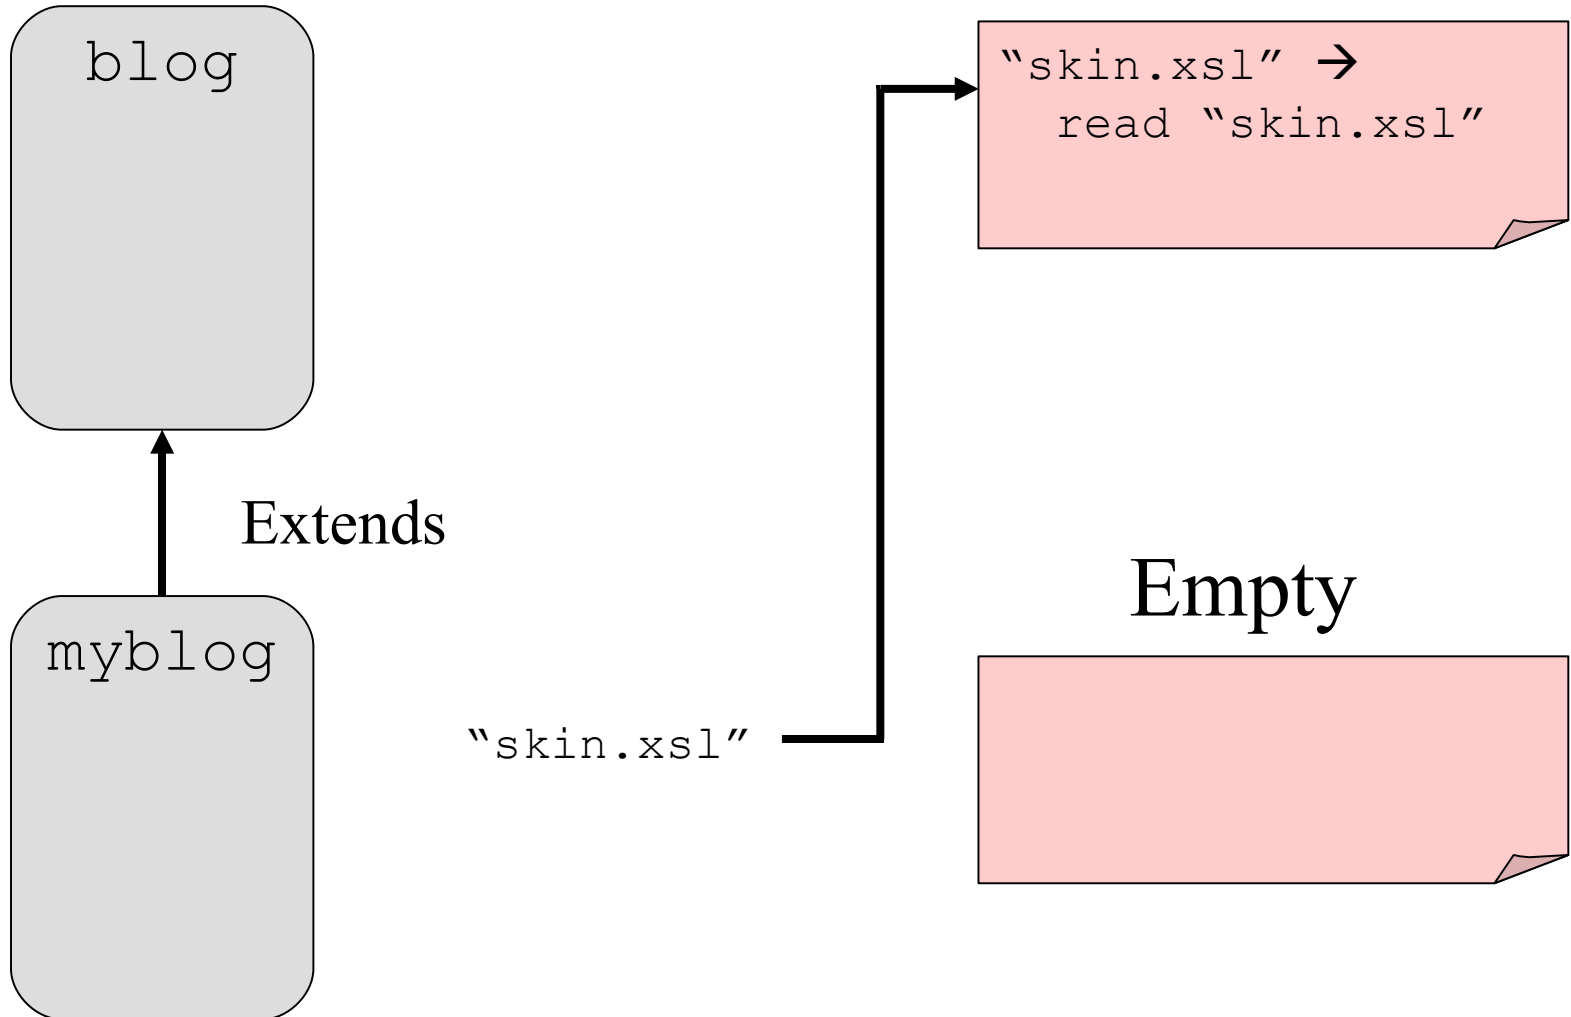 blog
“skin.xsl” →
read “skin.xsl”
Extends
Empty
myblog
“skin.xsl”